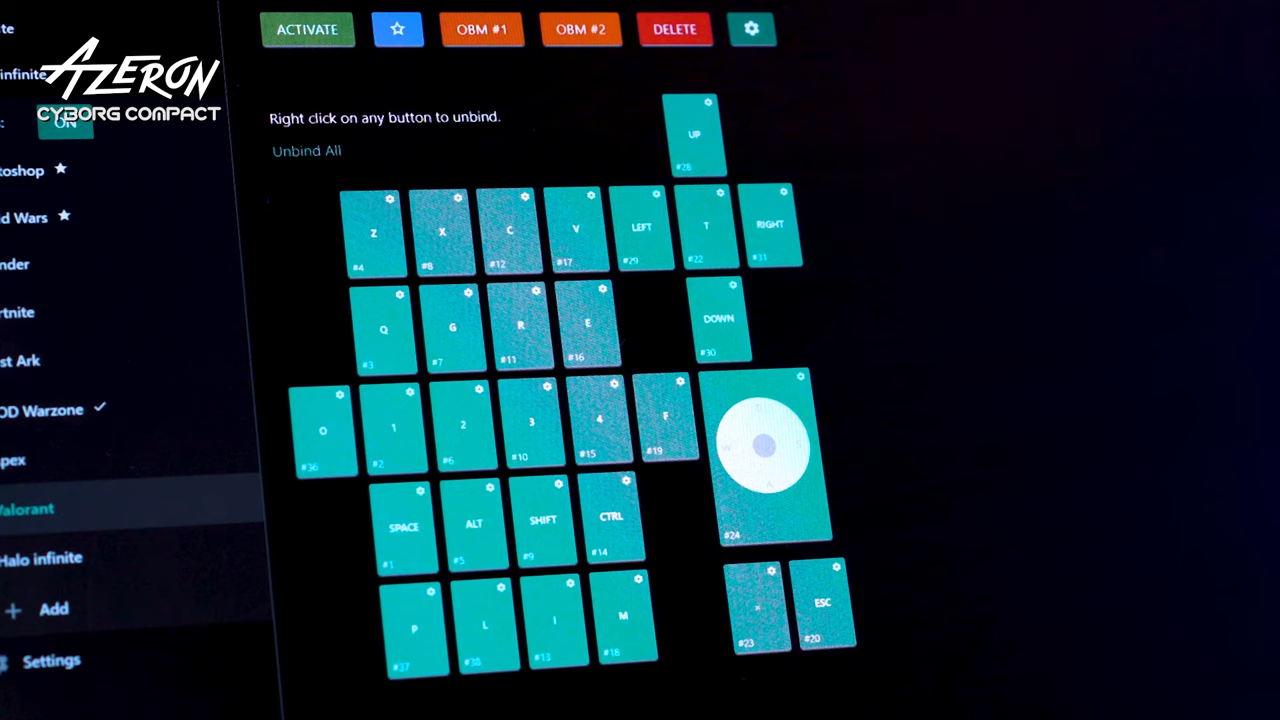 ite
ACTIVATE
OBM #1
OBM #2
DELETE
infinite
AZERON
CYBORG COMPACT
:
ON
Right click on any button to unbind.
Unbind All
UP
#28
toshop
d Wars
nder
rtnite
st Ark
OD Warzone
pex
Valorant
Halo infinite
+ Add
Settings
Z
#4
X
#8
C
#12
V
#17
LEFT
#29
T
#22
RIGHT
#31
Q
#3
G
#7
R
#11
E
#16
DOWN
#30
O
#36
1
#2
2
#6
3
#10
4
#15
F
#19
#24
SPACE
#1
ALT
#5
SHIFT
#9
CTRL
#14
P
#37
L
#38
I
#13
M
#18
#23
ESC
#20